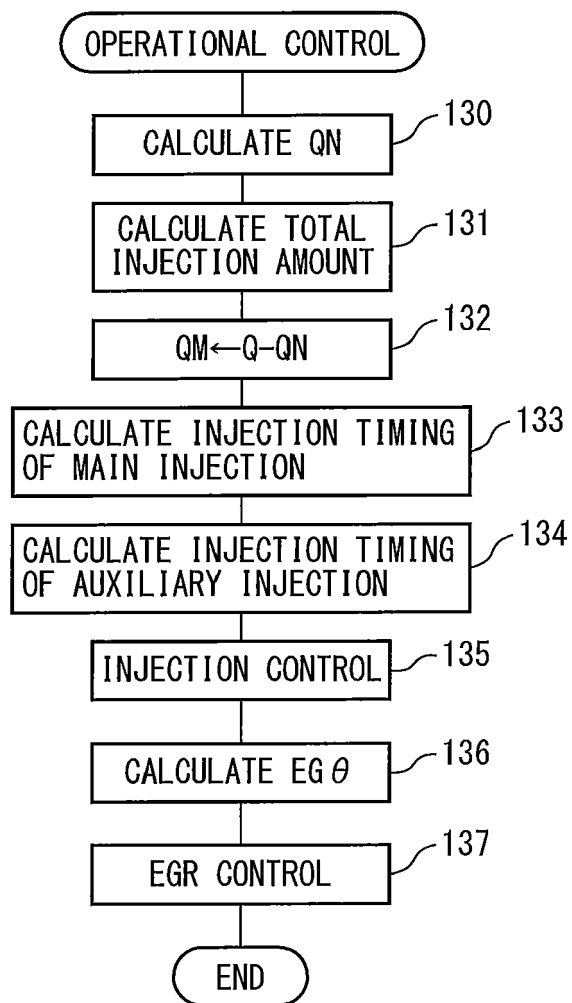 OPERATIONAL CONTROL
CALCULATE QN
130
CALCULATE TOTAL
INJECTION AMOUNT
131
QM←Q-QN
132
CALCULATE INJECTION TIMING
OF MAIN INJECTION
133
CALCULATE INJECTION TIMING
OF AUXILIARY INJECTION
134
INJECTION CONTROL
135
CALCULATE EGθ
136
EGR CONTROL
137
END